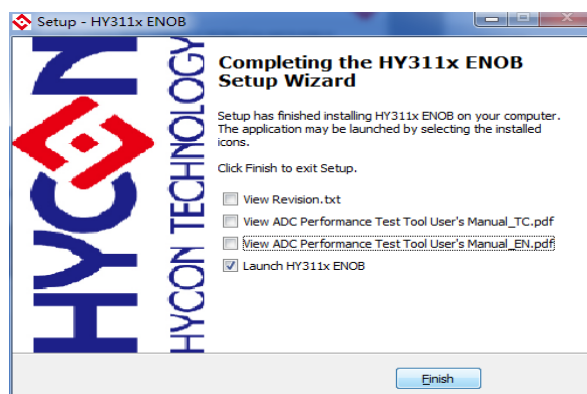 Setup - HY311x ENOB
HYCON
HYCON TECHNOLOGY
Completing the HY311x ENOB
Setup Wizard
Setup has finished installing HY311x ENOB on your computer.
The application may be launched by selecting the installed
icons.
Click Finish to exit Setup.
View Revision.txt
View ADC Performance Test Tool User's Manual_TC.pdf
View ADC Performance Test Tool User's Manual_EN.pdf
Launch HY311x ENOB
Finish